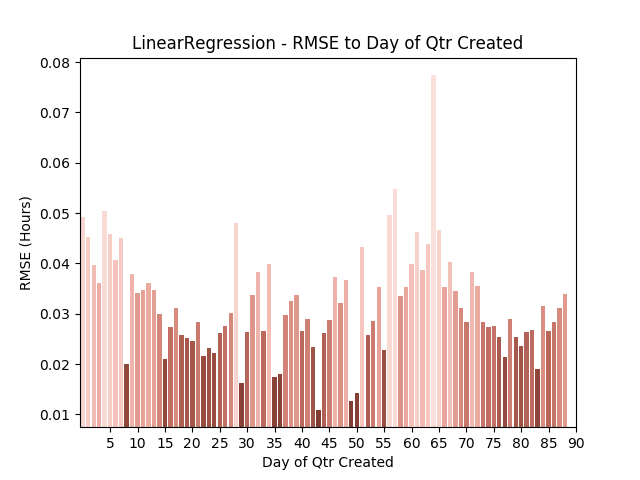 LinearRegression - RMSE to Day of Qtr Created
0.08
0.07
0.06
0.05
0.04
0.03
0.02
0.01
RMSE (Hours)
5 10 15 20 25 30 35 40 45 50 55 60 65 70 75 80 85 90
Day of Qtr Created